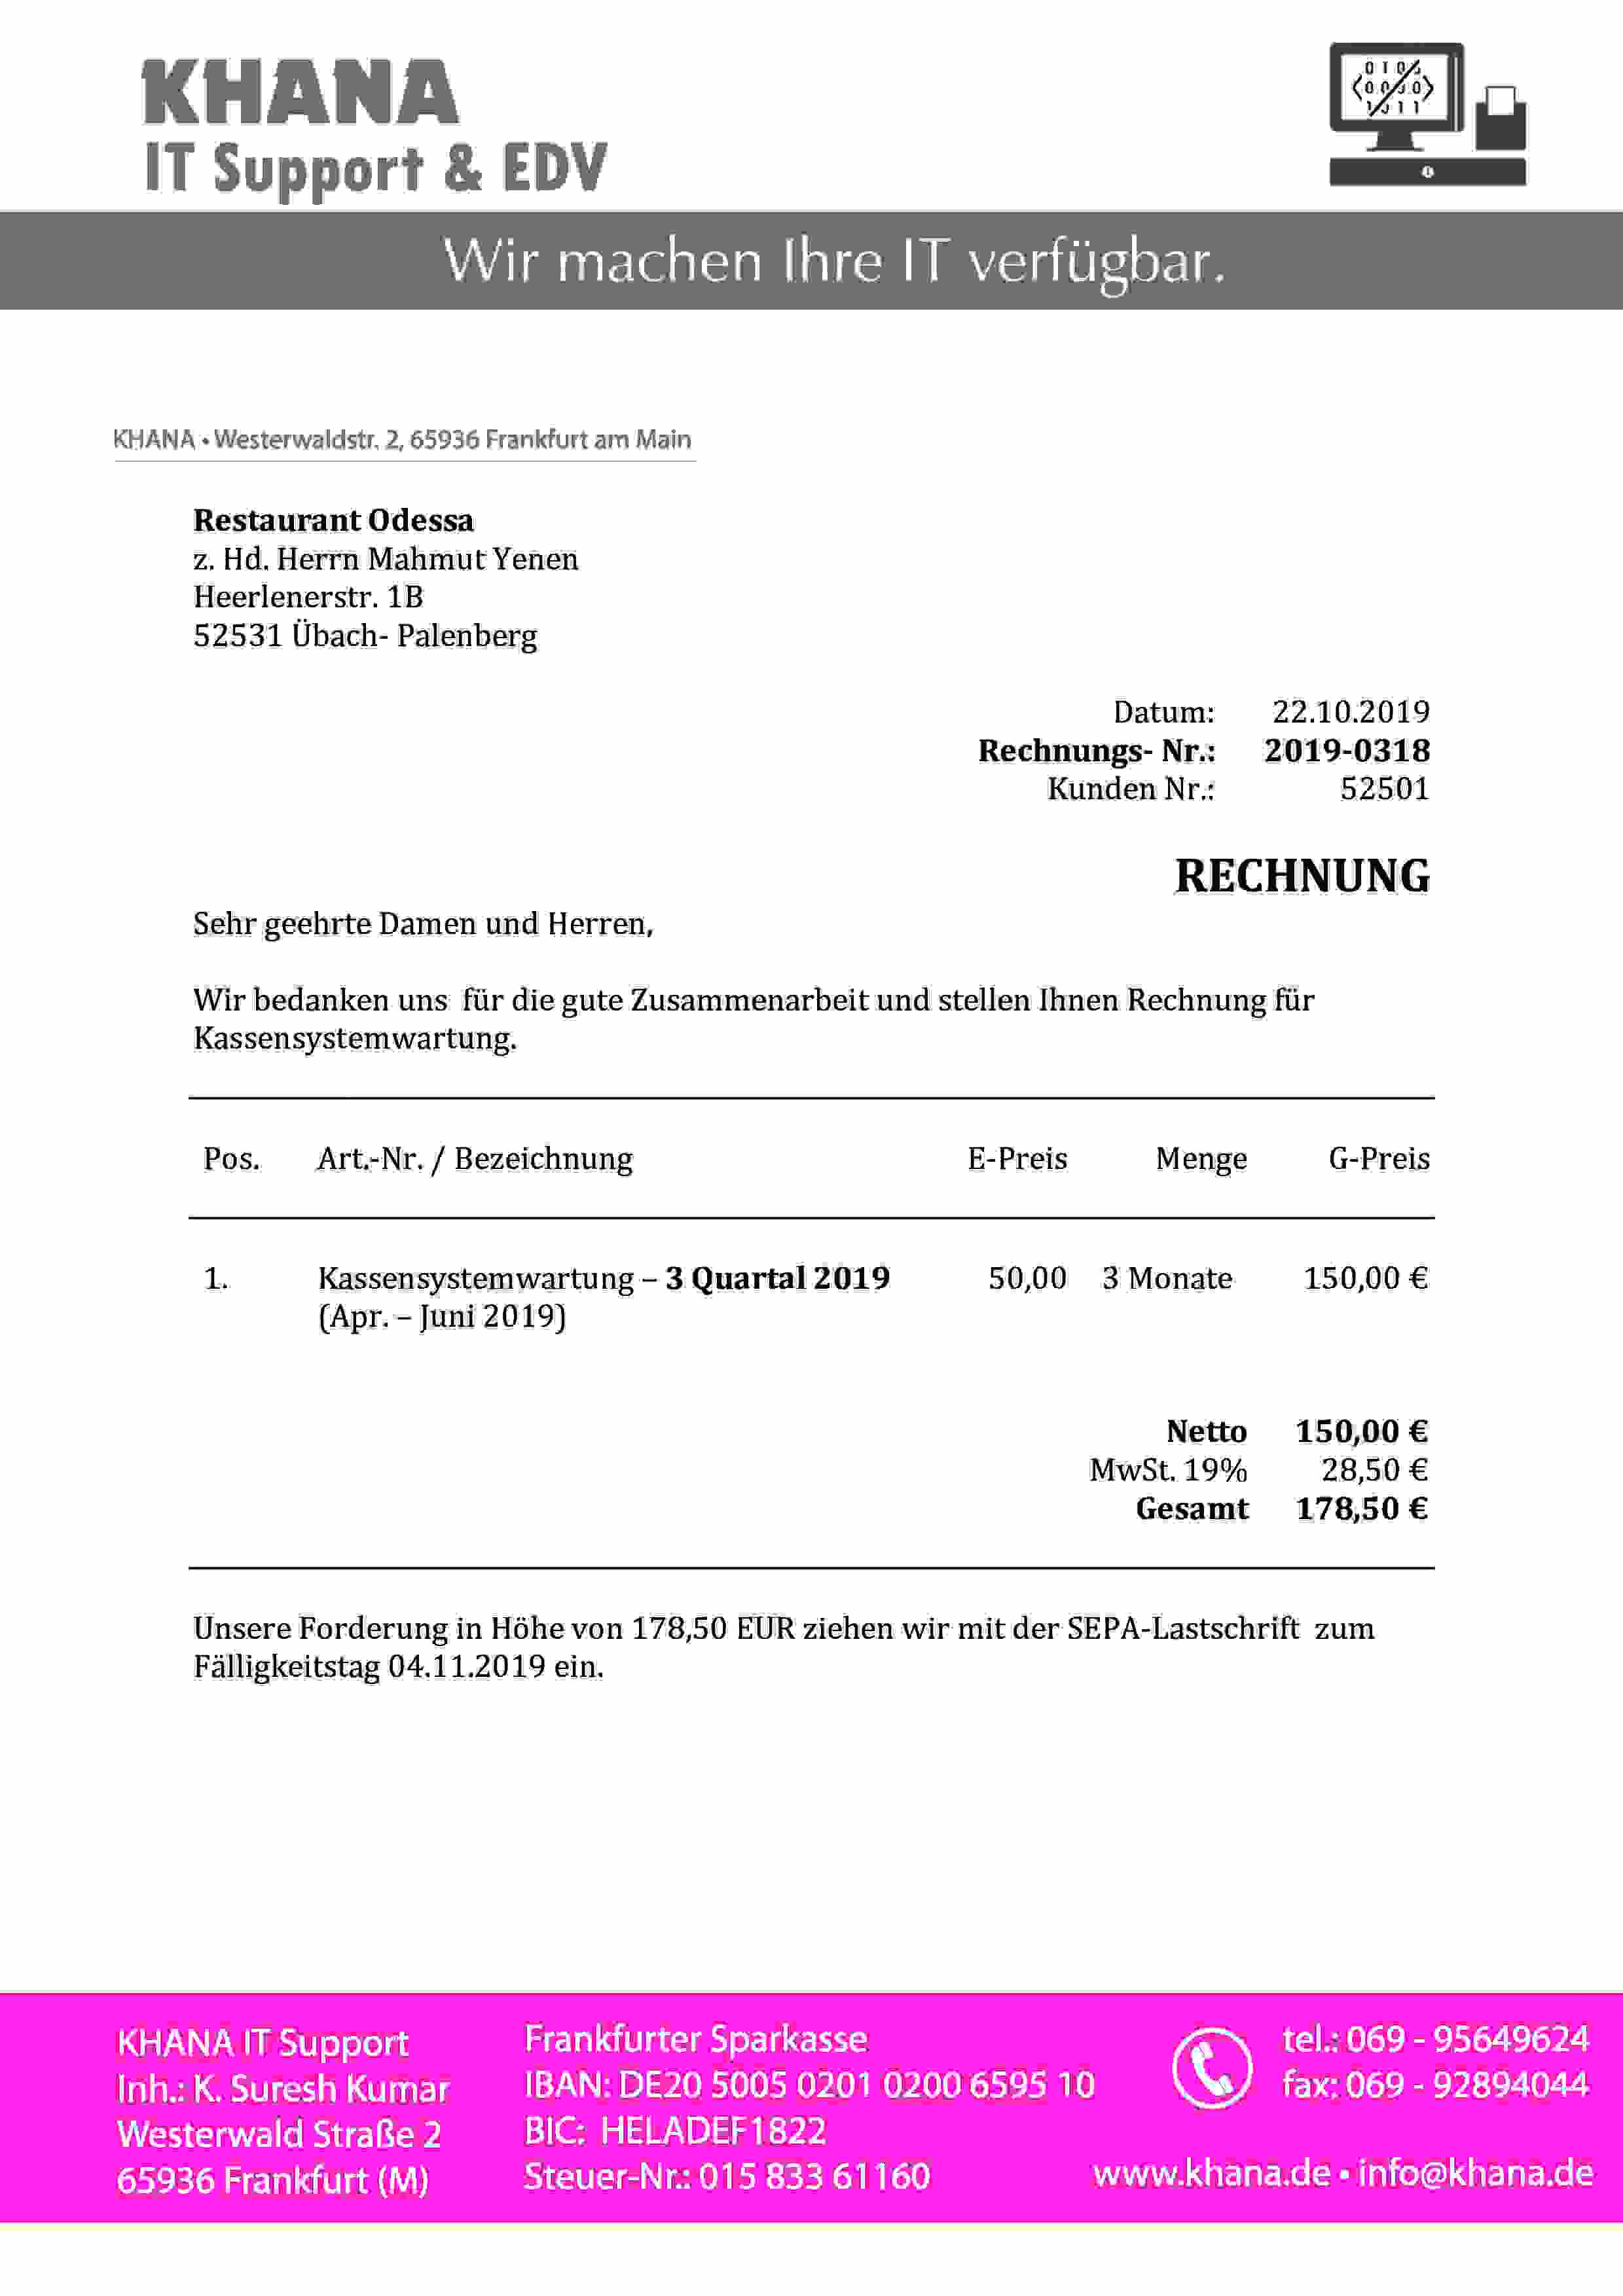 KHANA
IT Support & EDV
Wir machen Ihre IT verfügbar.
KHANA • Westerwaldstr. 2, 65936 Frankfurt am Main
Restaurant Odessa
z. Hd. Herrn Mahmut Yenen
Heerlenerstr. 1B
52531 Übach- Palenberg
Datum: 22.10.2019
Rechnungs- Nr.: 2019-0318
Kunden Nr.: 52501
RECHNUNG
Sehr geehrte Damen und Herren,
Wir bedanken uns für die gute Zusammenarbeit und stellen Ihnen Rechnung für
Kassensystemwartung.
Pos. Art.-Nr. / Bezeichnung E-Preis Menge G-Preis
1. Kassensystemwartung – 3 Quartal 2019 50,00 3 Monate 150,00 €
(Apr. – Juni 2019)
Netto 150,00 €
MwSt. 19% 28,50 €
Gesamt 178,50 €
Unsere Forderung in Höhe von 178,50 EUR ziehen wir mit der SEPA-Lastschrift zum
Fälligkeitstag 04.11.2019 ein.
KHANA IT Support
Inh.: K. Suresh Kumar
Westerwald Straße 2
65936 Frankfurt (M)
Frankfurter Sparkasse
IBAN: DE20 5005 0201 0200 6595 10
BIC: HELADEF1822
Steuer-Nr.: 015 833 61160
tel.: 069 - 95649624
fax: 069 - 92894044
www.khana.de • info@khana.de